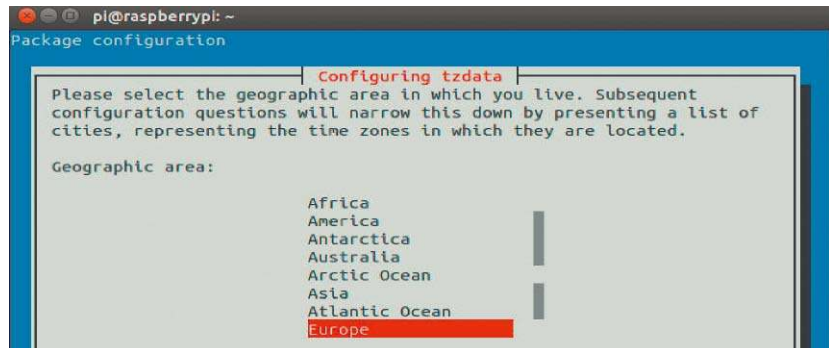 pi@raspberrypi: ~
Package configuration
Configuring tzdata
Please select the geographic area in which you live. Subsequent
configuration questions will narrow this down by presenting a list of
cities, representing the time zones in which they are located.
Geographic area:
Africa
America
Antarctica
Australia
Arctic Ocean
Asia
Atlantic Ocean
Europe